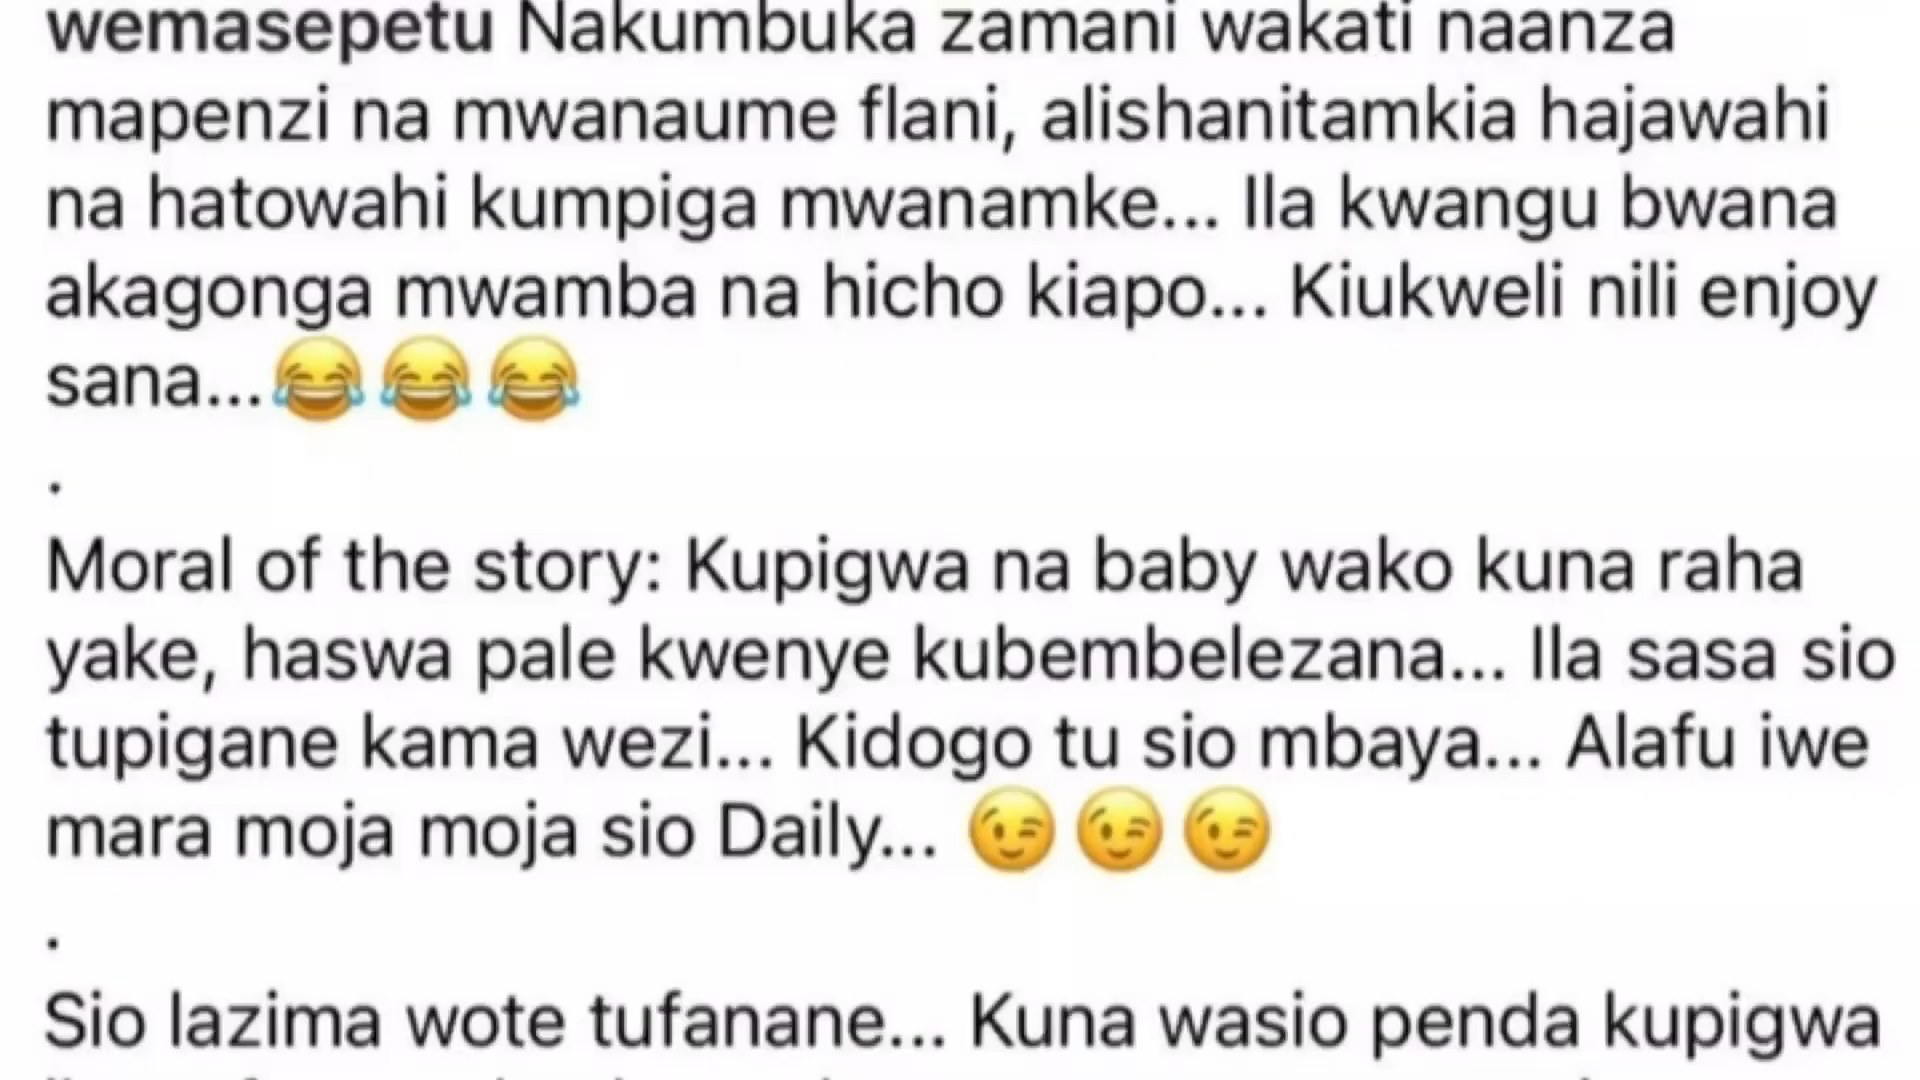 wemasepetu Nakumbuka zamani wakati naanza
mapenzi na mwanaume flani, alishanitamkia hajawahi
na hatowahi kumpiga mwanamke... Ila kwangu bwana
akagonga mwamba na hicho kiapo... Kiukweli nili enjoy
sana...😂😂😂
.
Moral of the story: Kupigwa na baby wako kuna raha
yake, haswa pale kwenye kubembelezana... Ila sasa sio
tupigane kama wezi... Kidogo tu sio mbaya... Alafu iwe
mara moja moja sio Daily... 😉😉😉
.
Sio lazima wote tufanane... Kuna wasio penda kupigwa